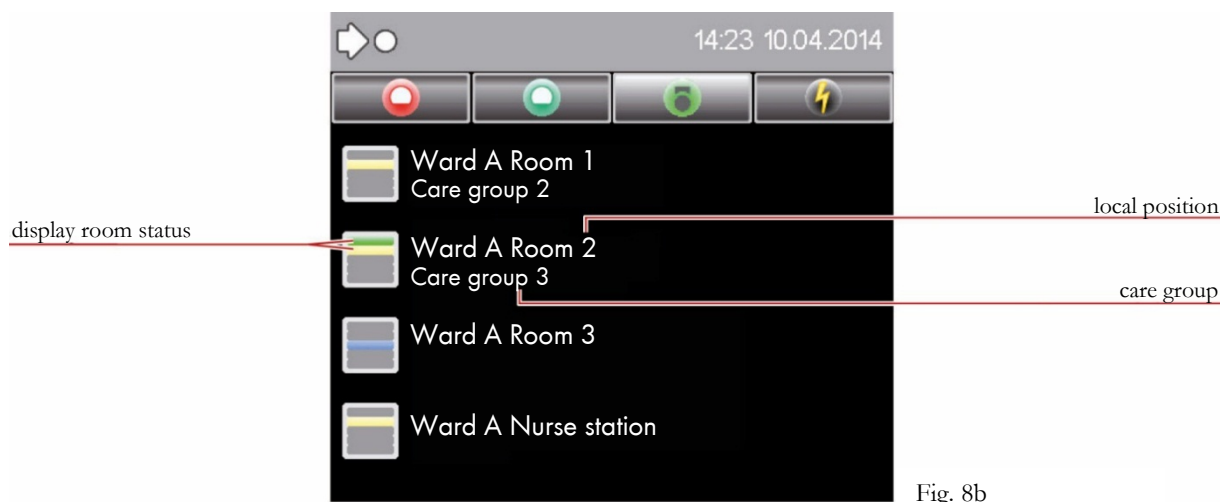 14:23 10.04.2014
Ward A Room 1
Care group 2
local position
display room status
Ward A Room 2
Care group 3
care group
Ward A Room 3
Ward A Nurse station
Fig. 8b